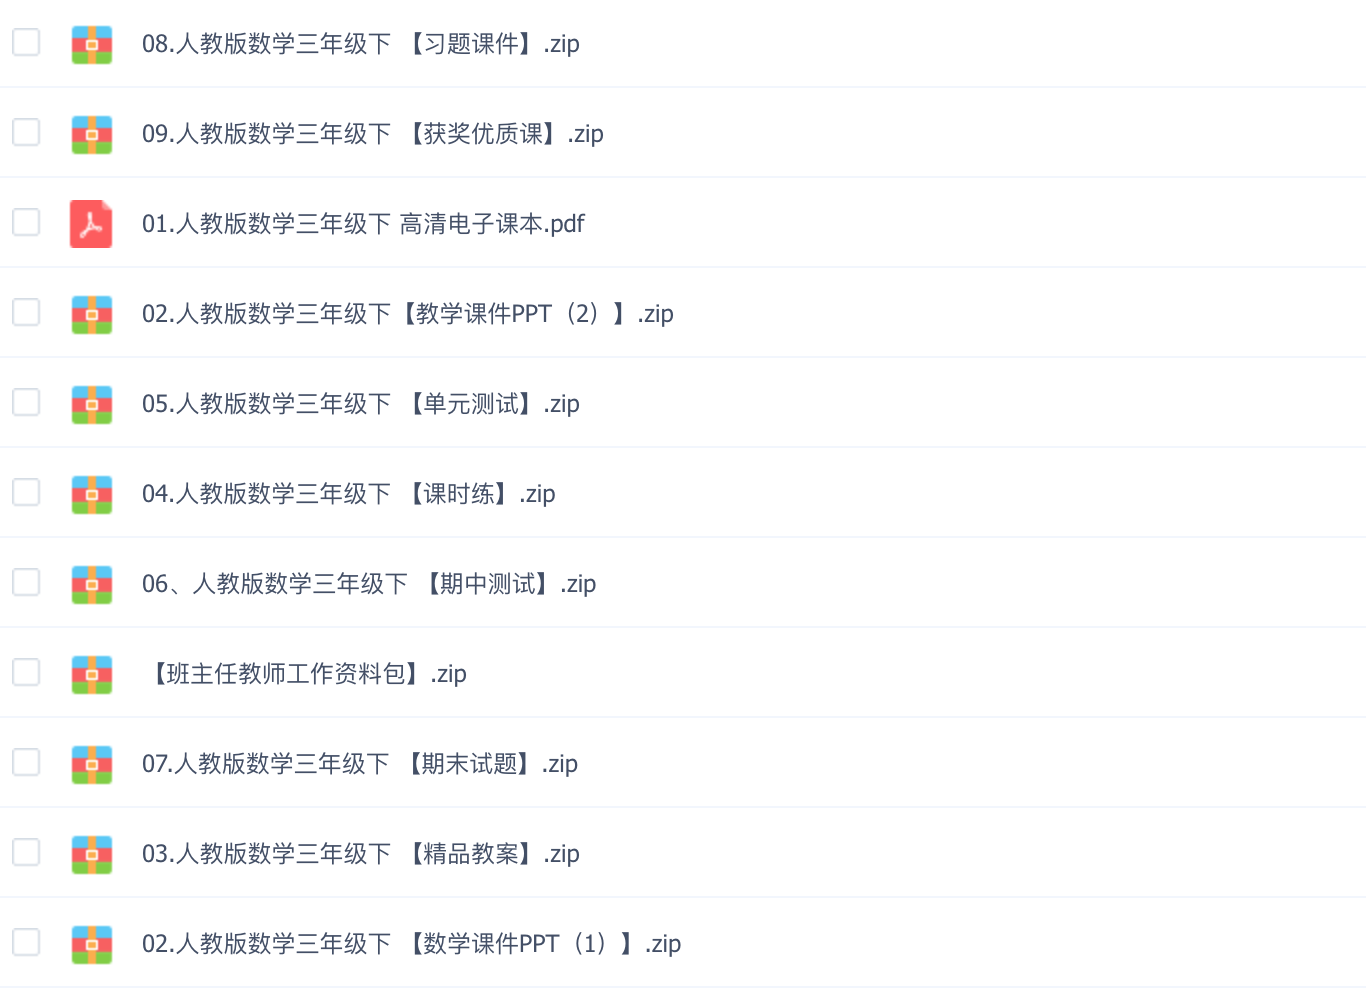 08.人教版数学三年级下 【习题课件】.zip
09.人教版数学三年级下 【获奖优质课】.zip
01.人教版数学三年级下 高清电子课本.pdf
02.人教版数学三年级下【教学课件PPT（2）】.zip
05.人教版数学三年级下 【单元测试】.zip
04.人教版数学三年级下 【课时练】.zip
06、人教版数学三年级下 【期中测试】.zip
【班主任教师工作资料包】.zip
07.人教版数学三年级下 【期末试题】.zip
03.人教版数学三年级下 【精品教案】.zip
02.人教版数学三年级下 【数学课件PPT（1）】.zip